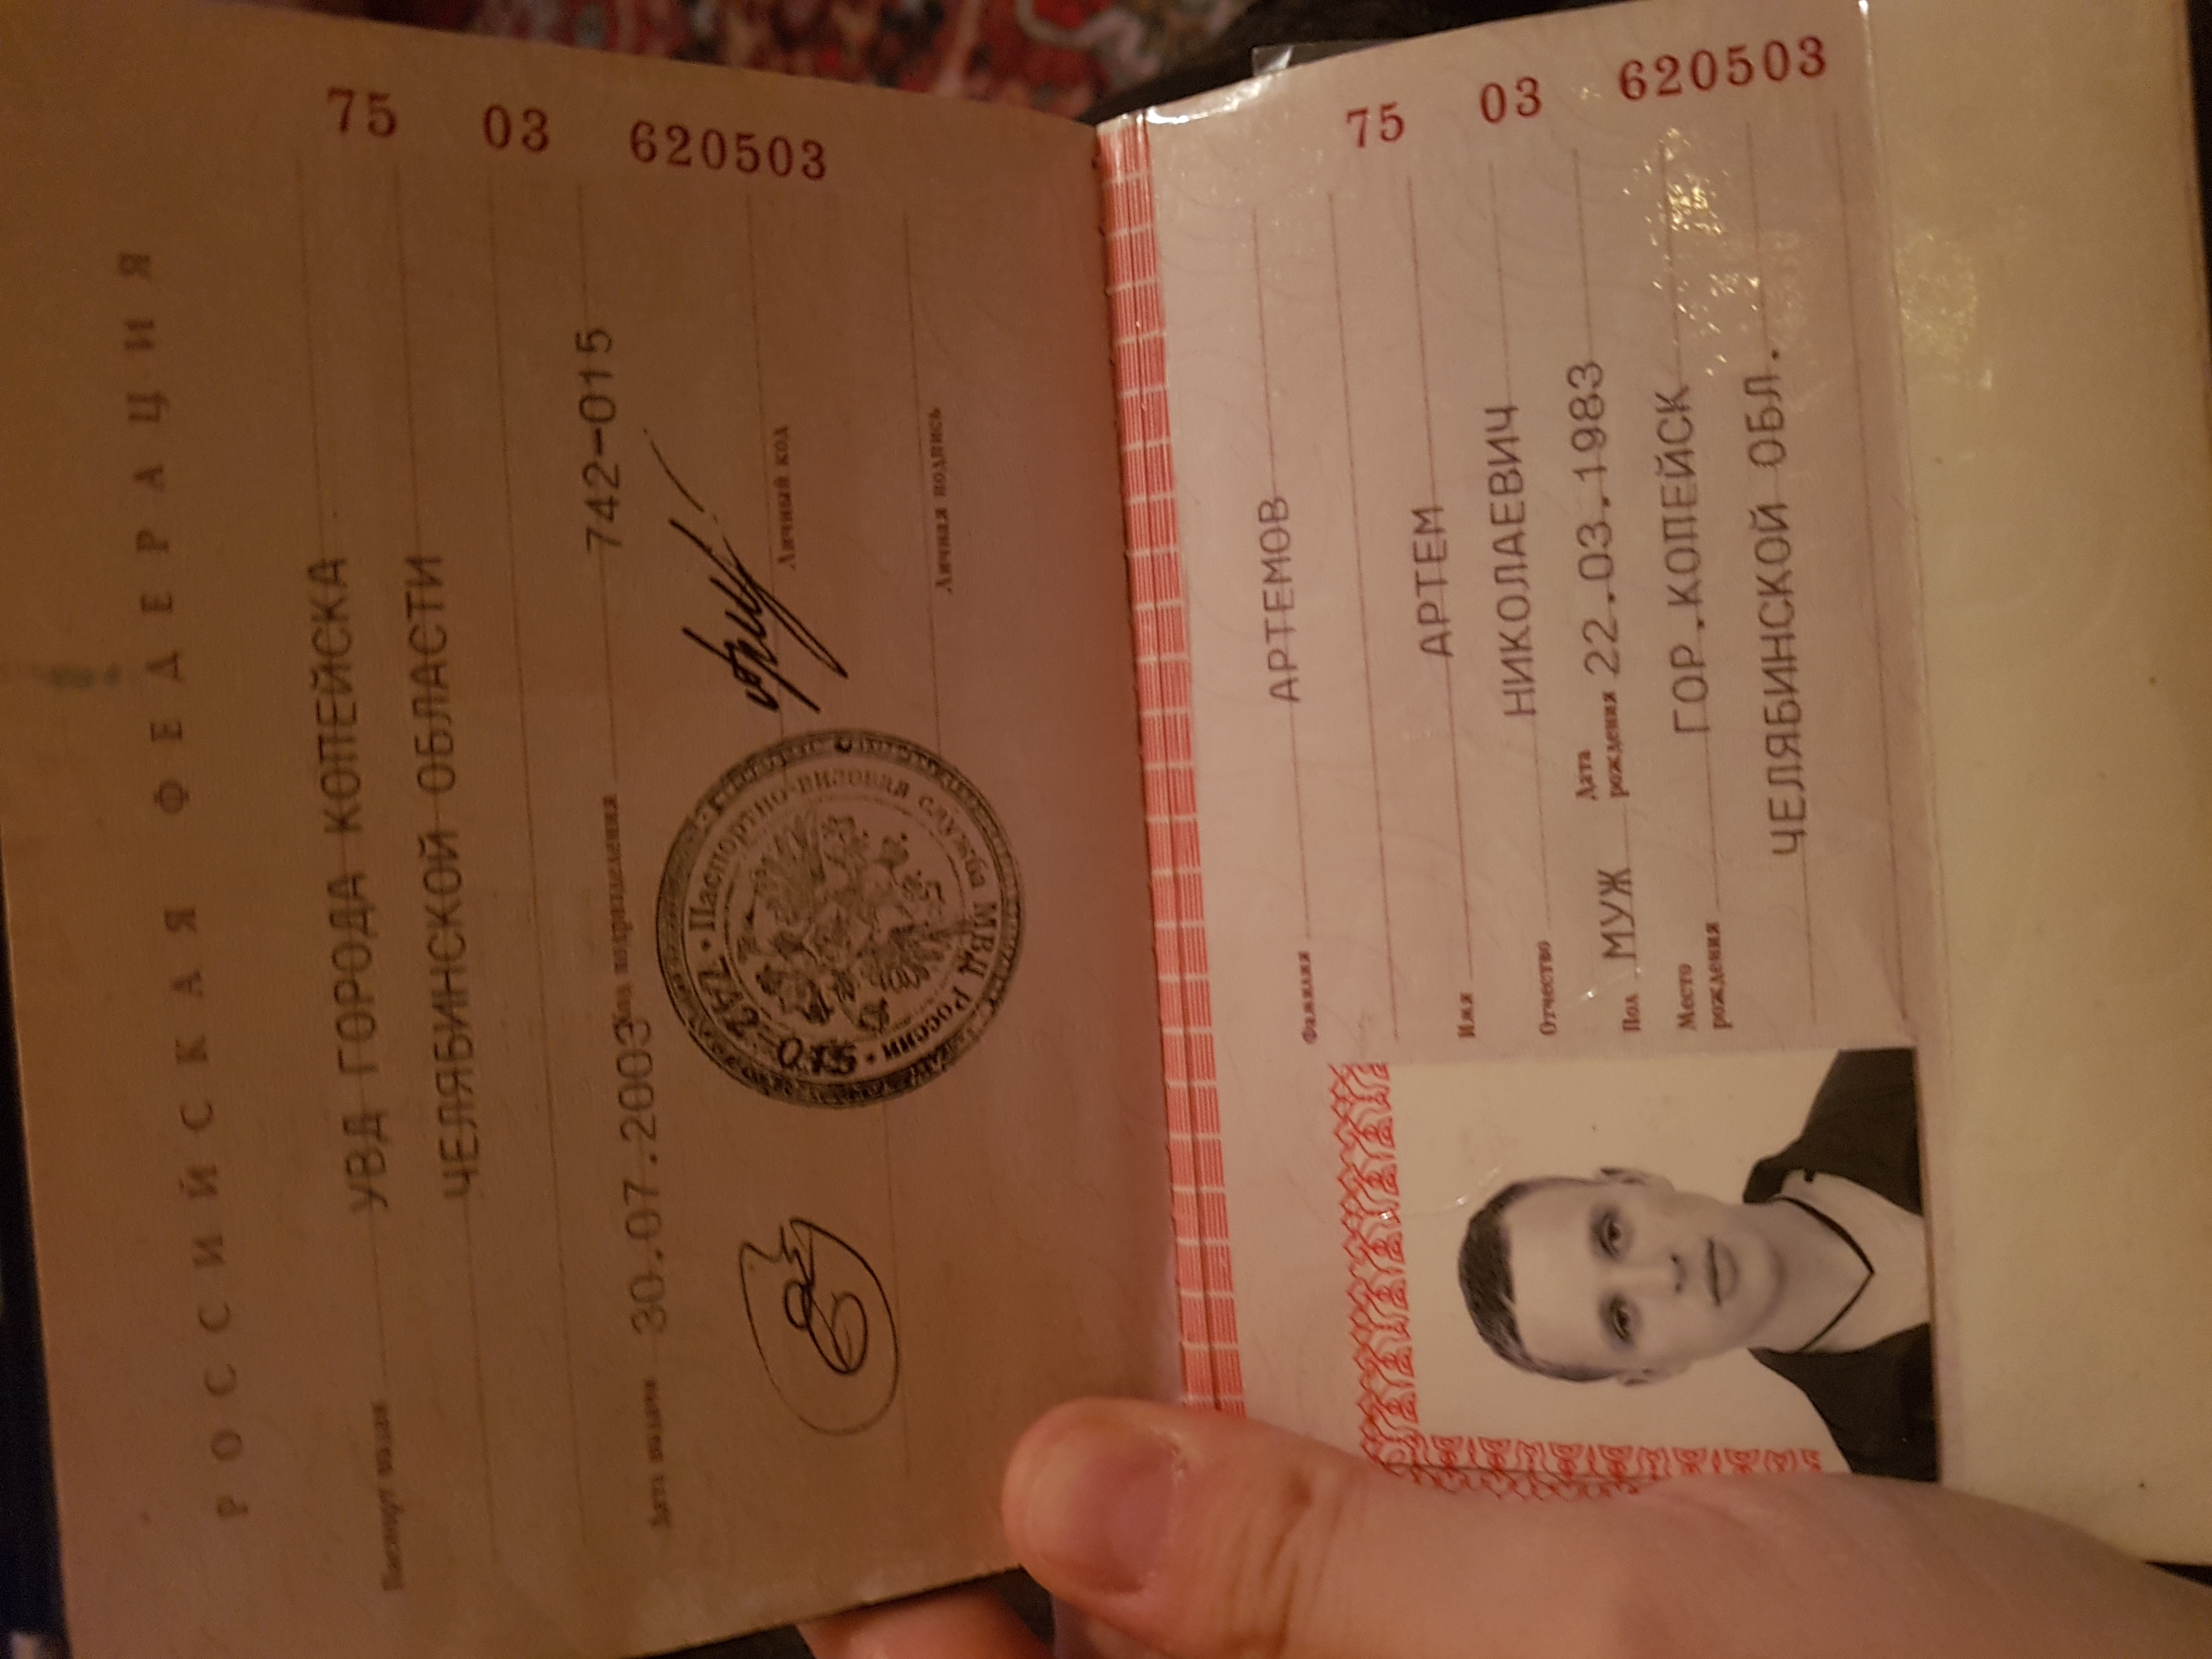 РОССИЙСКАЯ ФЕДЕРАЦИЯ
75 03 620503
Паспорт выдан УВД ГОРОДА КОПЕЙСКА
ЧЕЛЯБИНСКОЙ ОБЛАСТИ
Дата выдачи 30.07.2003 Код подразделения 742-015
Личный код
Личная подпись
Паспортно-визовая служба МВД России • 742-015 •
75 03 620503
Фамилия АРТЕМОВ
Имя АРТЕМ
Отчество НИКОЛАЕВИЧ
Пол МУЖ Дата рождения 22.03.1983
Место рождения ГОР.КОПЕЙСК
ЧЕЛЯБИНСКОЙ ОБЛ.